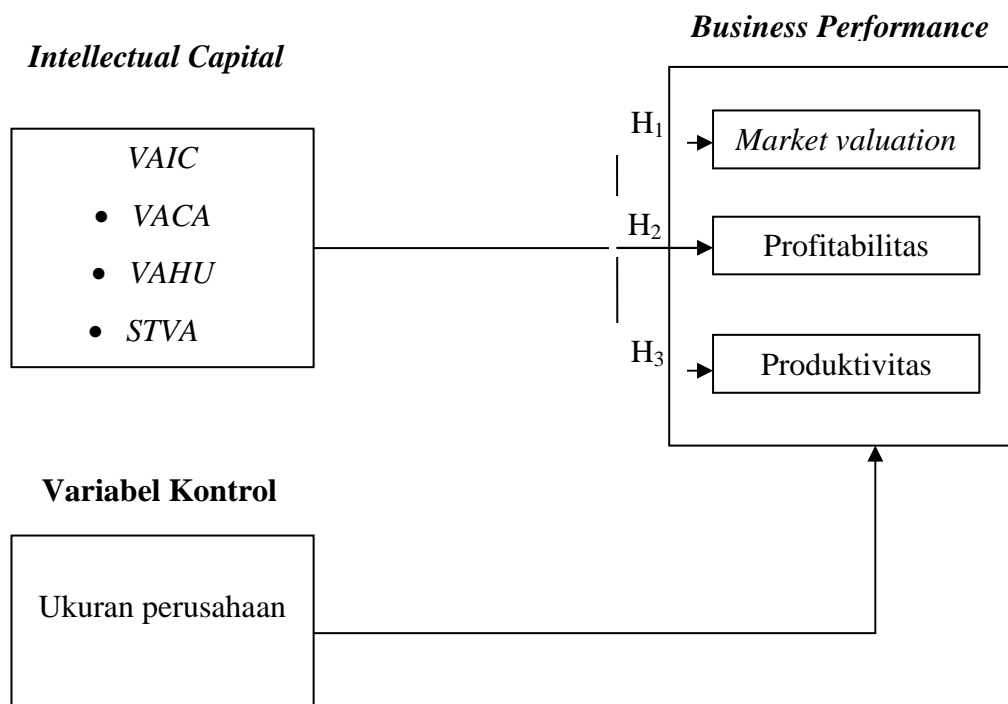 Business Performance
Intellectual Capital
VAIC
• VACA
• VAHU
• STVA
H₁
Market valuation
H₂
Profitabilitas
H₃
Produktivitas
Variabel Kontrol
Ukuran perusahaan